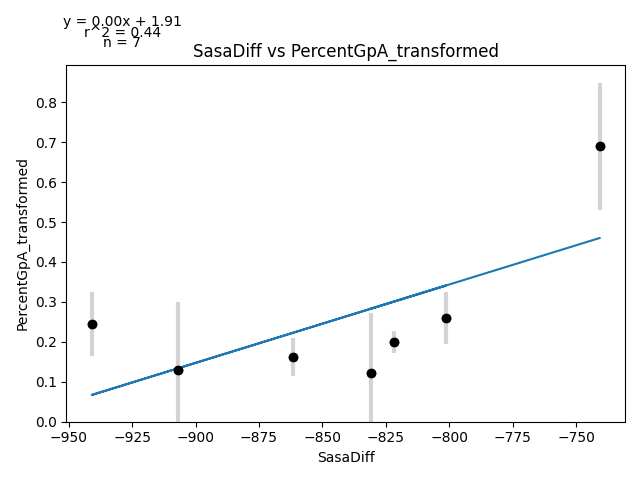 y = 0.00x + 1.91
r^2 = 0.44
n = 7
SasaDiff vs PercentGpA_transformed
PercentGpA_transformed
0.8
0.7
0.6
0.5
0.4
0.3
0.2
0.1
0.0
−950 −925 −900 −875 −850 −825 −800 −775 −750
SasaDiff